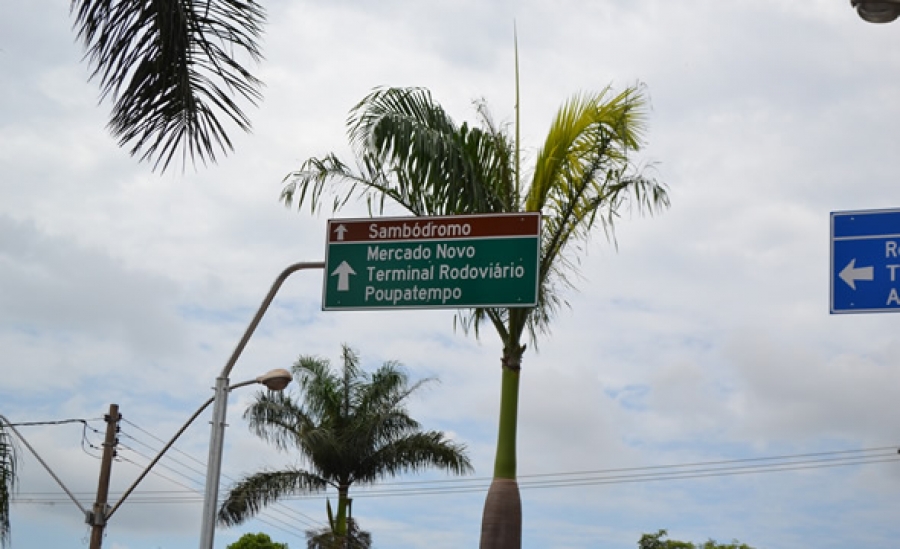 Sambódromo
Mercado Novo
Terminal Rodoviário
Poupatempo